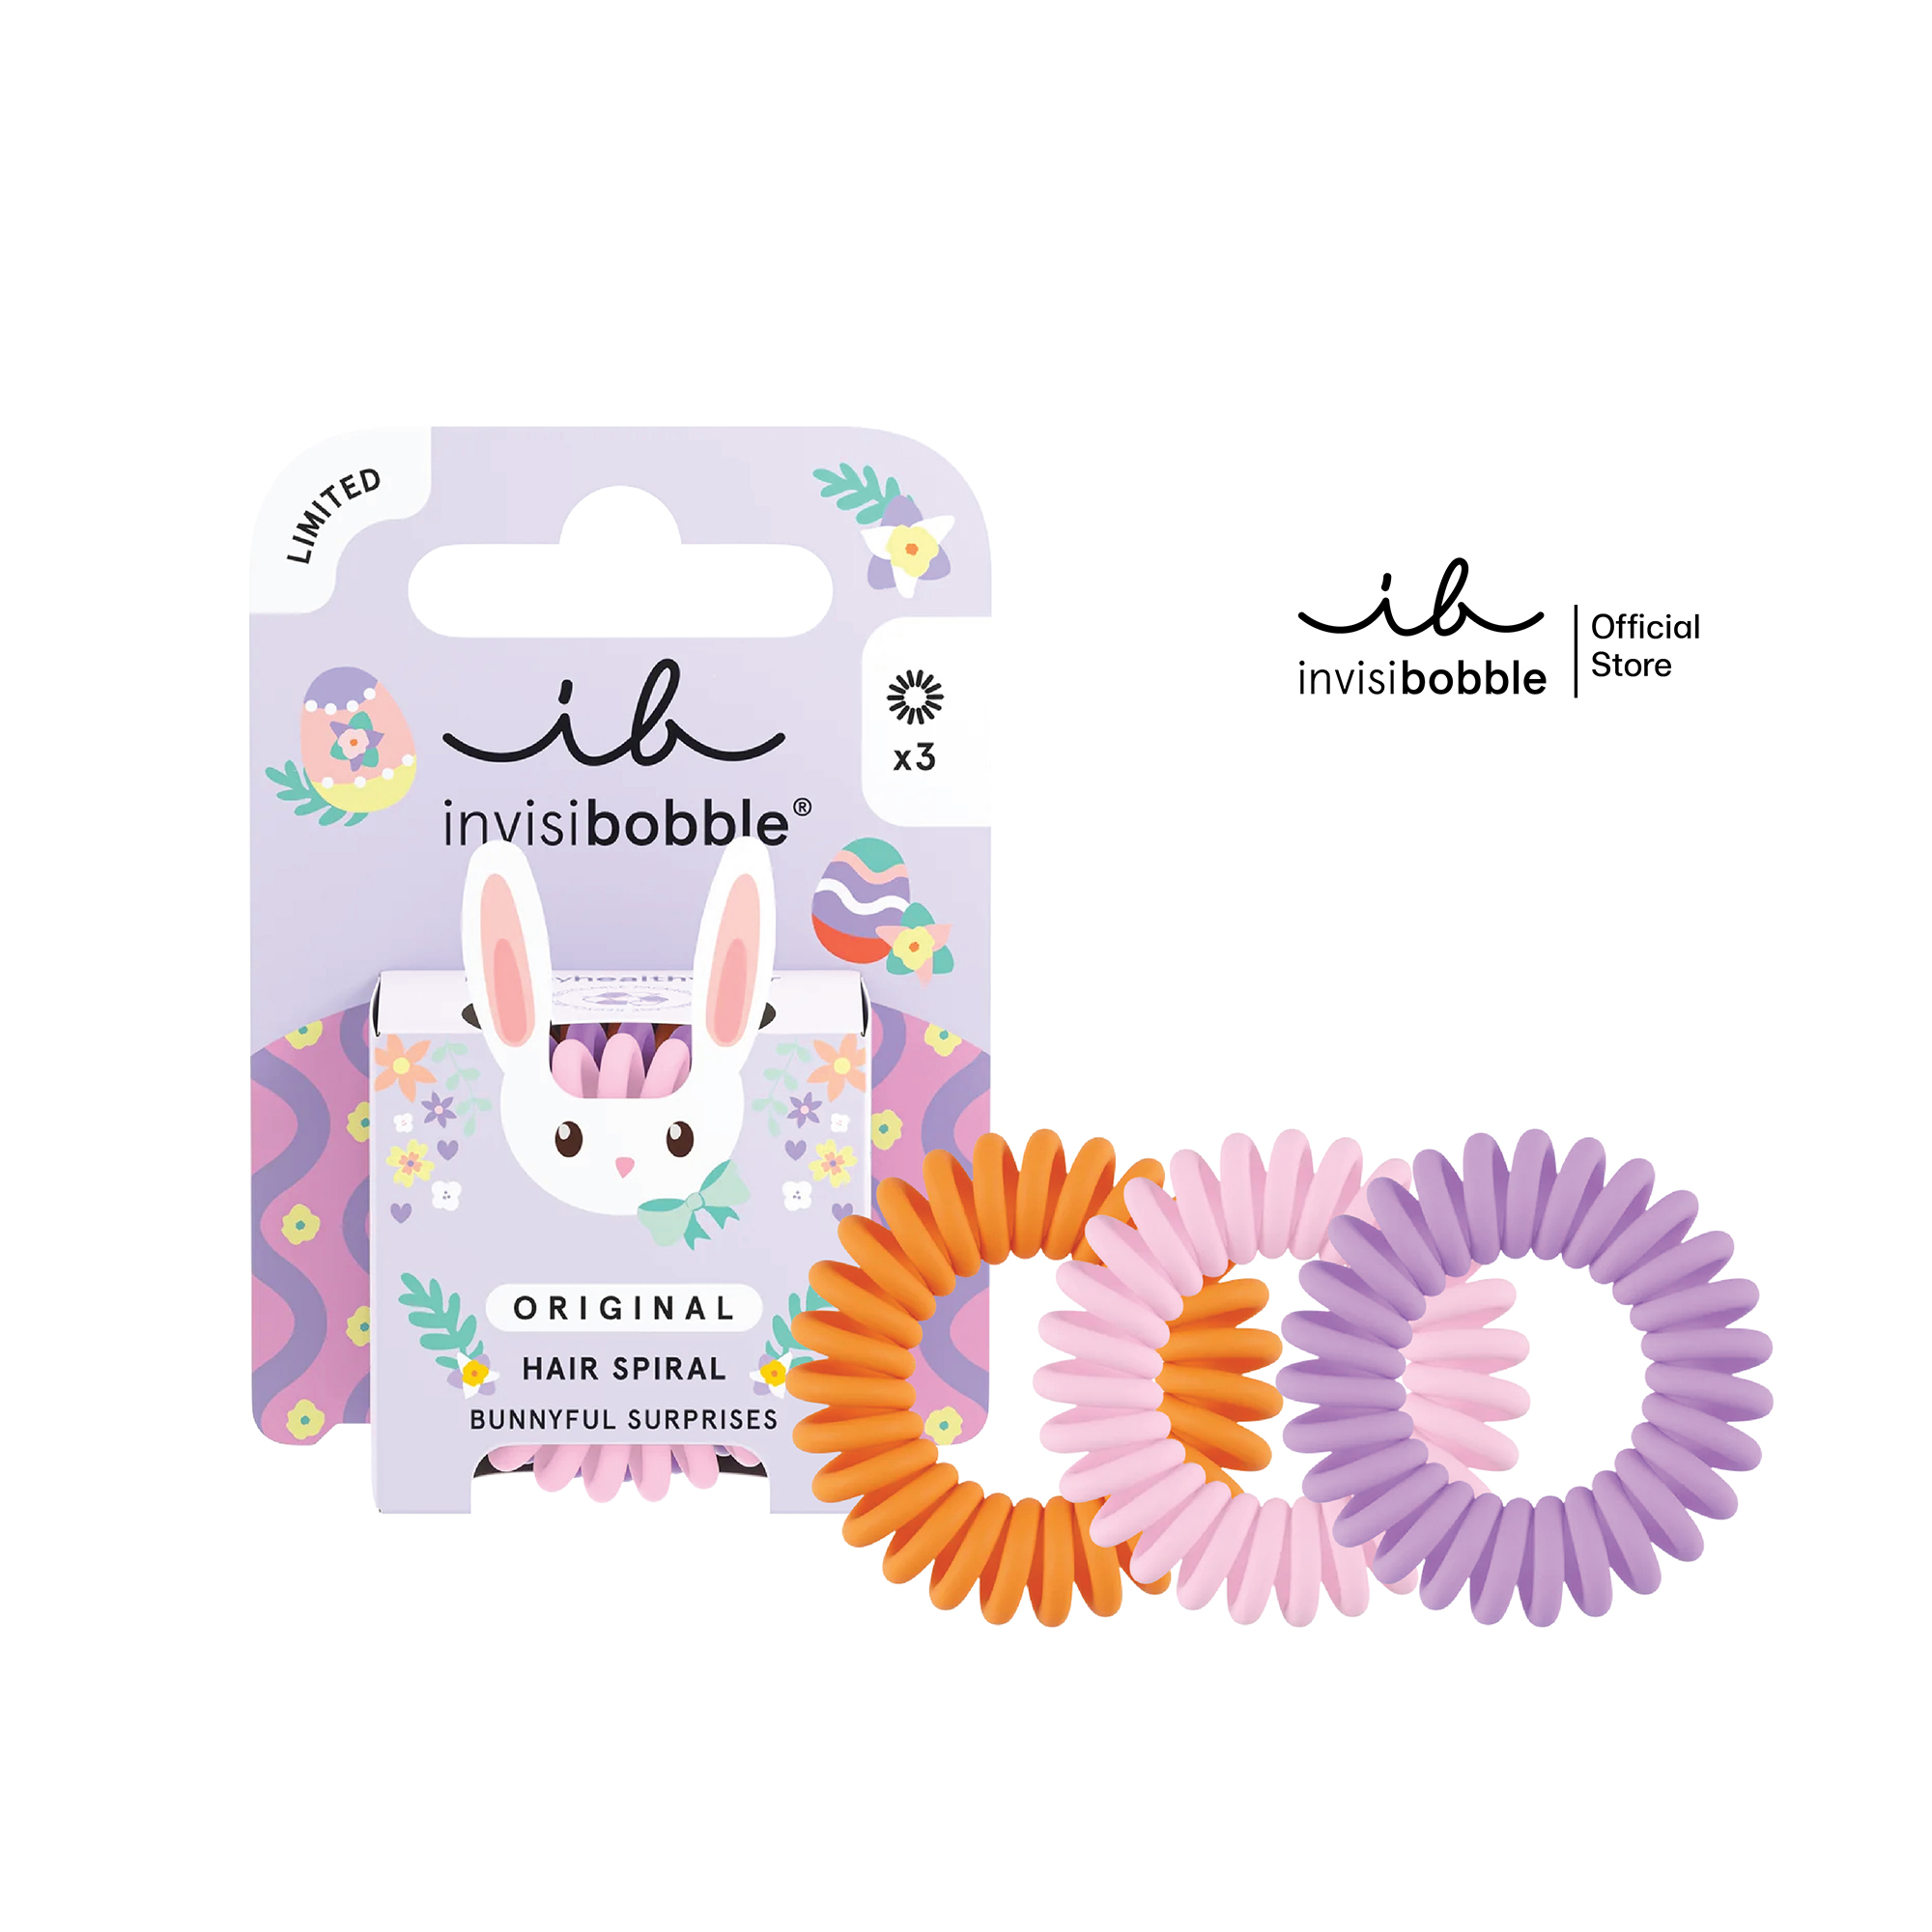 LIMITED
ib
invisibobble®
x3
ORIGINAL
HAIR SPIRAL
BUNNYFUL SURPRISES
ib
invisibobble
Official
Store